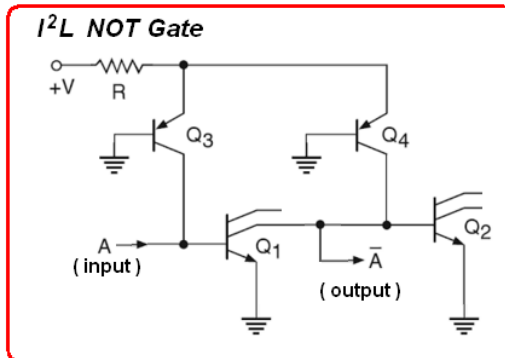 I²L NOT Gate
+V
R
Q3
Q4
A
( input )
Q1
Ā
( output )
Q2